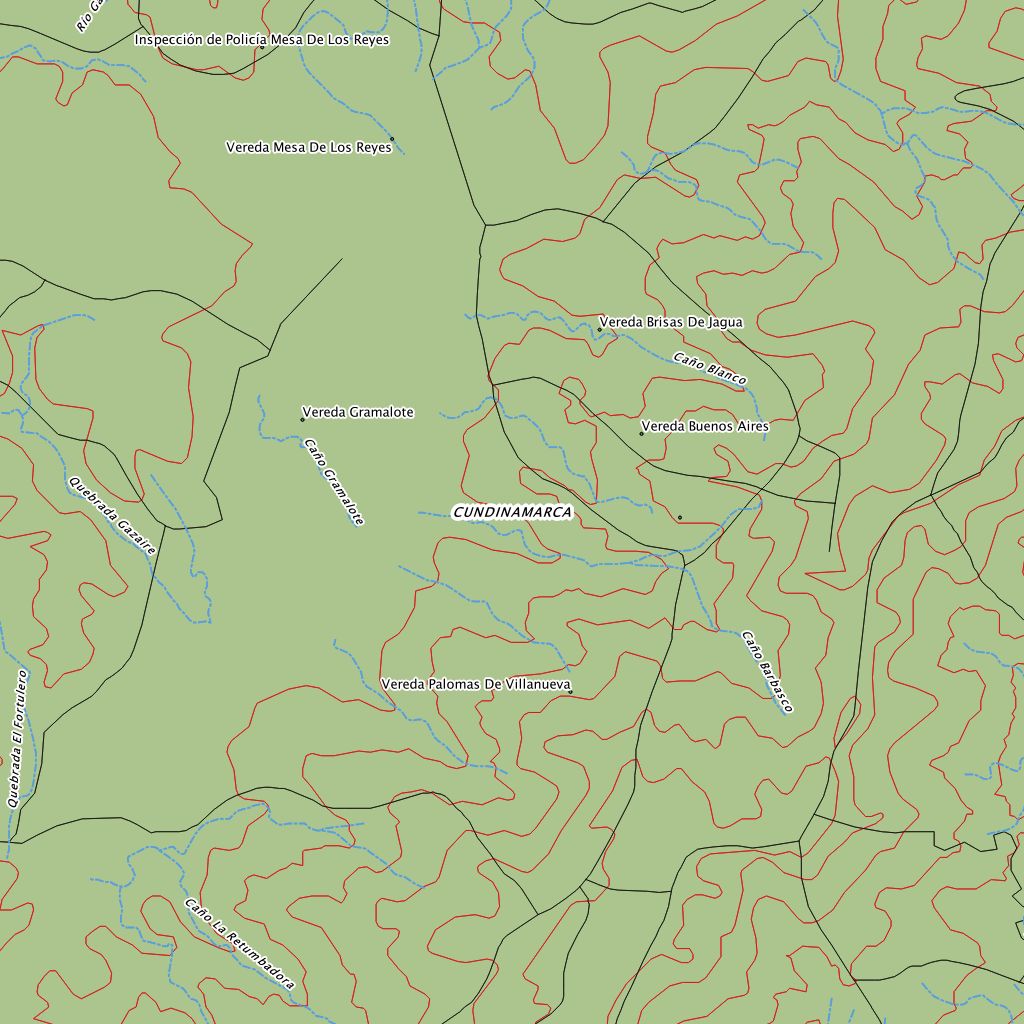 Río Ga
Inspección de Policía Mesa De Los Reyes
Vereda Mesa De Los Reyes
Vereda Brisas De Jagua
Caño Blanco
Vereda Gramalote
Vereda Buenos Aires
Caño Gramalote
Quebrada Gazaire
CUNDINAMARCA
Caño Barbasco
Vereda Palomas De Villanueva
Quebrada El Fortulero
Caño La Retumbadora